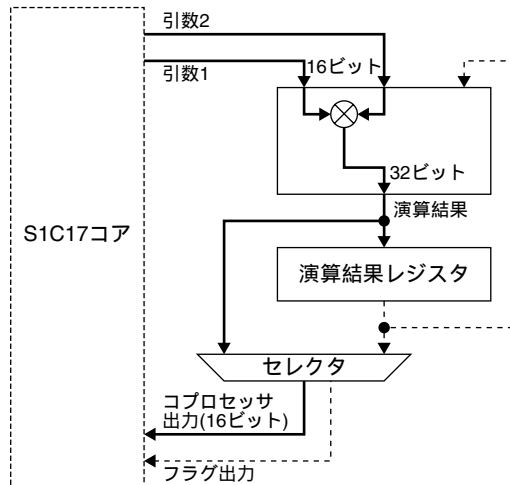 引数2
引数1
16ビット
32ビット
演算結果
S1C17コア
演算結果レジスタ
セレクタ
コプロセッサ
出力(16ビット)
フラグ出力